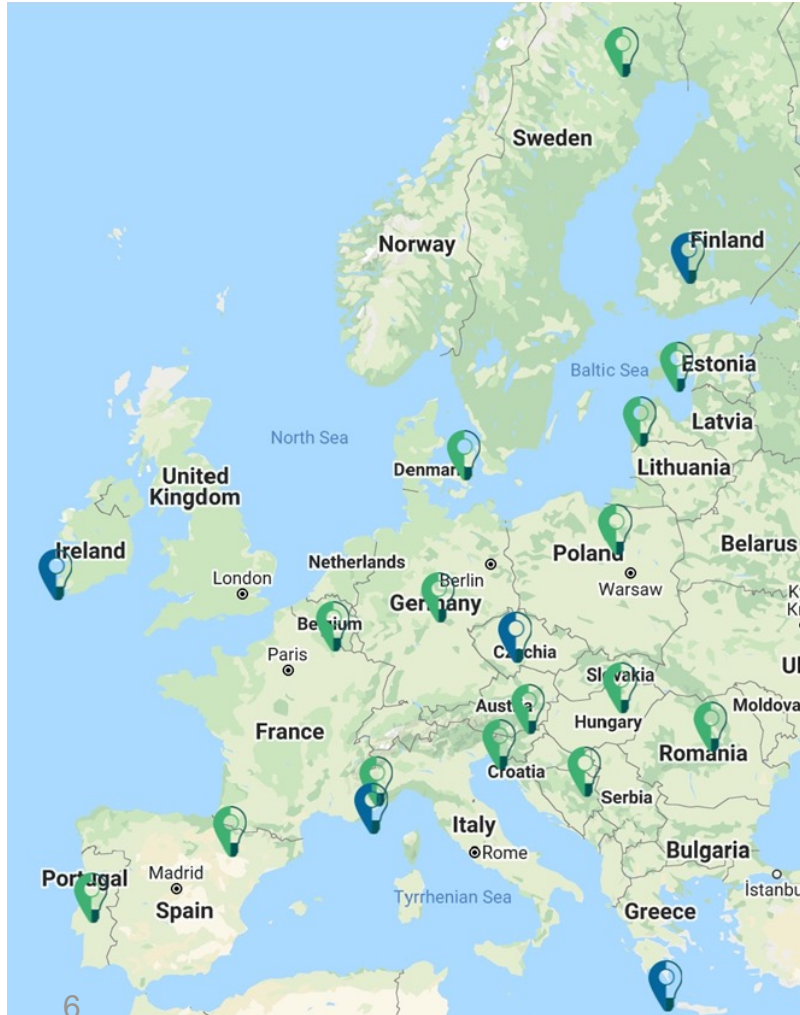 Sweden
Norway
Finland
Baltic Sea
Estonia
Latvia
North Sea
Denmar
Lithuania
United
Kingdom
Ireland
Netherlands
Berlin
Poland
Belarus
London
Germany
Warsaw
Belgium
Paris
Czechia
Slovakia
Austria
Moldova
France
Hungary
Romania
Croatia
Serbia
Italy
Rome
Bulgaria
Portugal
Madrid
Spain
Tyrrhenian Sea
Greece
İstanbu
6